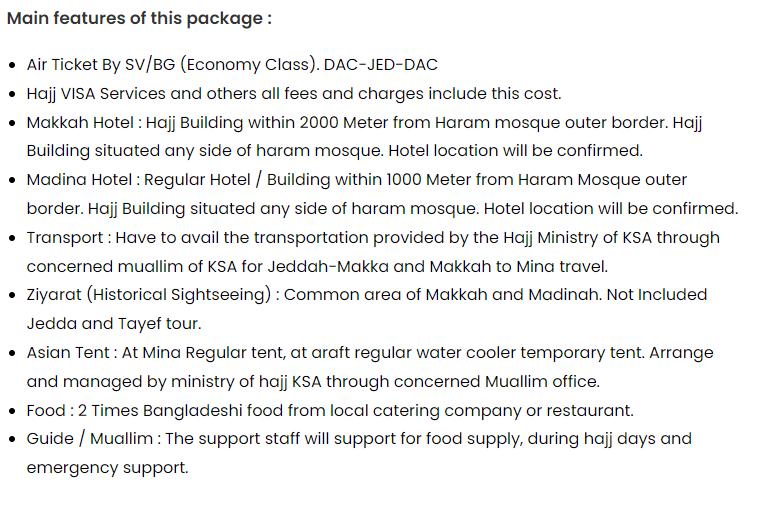 Main features of this package :
• Air Ticket By SV/BG (Economy Class). DAC-JED-DAC
• Hajj VISA Services and others all fees and charges include this cost.
• Makkah Hotel : Hajj Building within 2000 Meter from Haram mosque outer border. Hajj
Building situated any side of haram mosque. Hotel location will be confirmed.
• Madina Hotel : Regular Hotel / Building within 1000 Meter from Haram Mosque outer
border. Hajj Building situated any side of haram mosque. Hotel location will be confirmed.
• Transport : Have to avail the transportation provided by the Hajj Ministry of KSA through
concerned muallim of KSA for Jeddah-Makka and Makkah to Mina travel.
• Ziyarat (Historical Sightseeing) : Common area of Makkah and Madinah. Not Included
Jedda and Tayef tour.
• Asian Tent : At Mina Regular tent, at araft regular water cooler temporary tent. Arrange
and managed by ministry of hajj KSA through concerned Muallim office.
• Food : 2 Times Bangladeshi food from local catering company or restaurant.
• Guide / Muallim : The support staff will support for food supply, during hajj days and
emergency support.